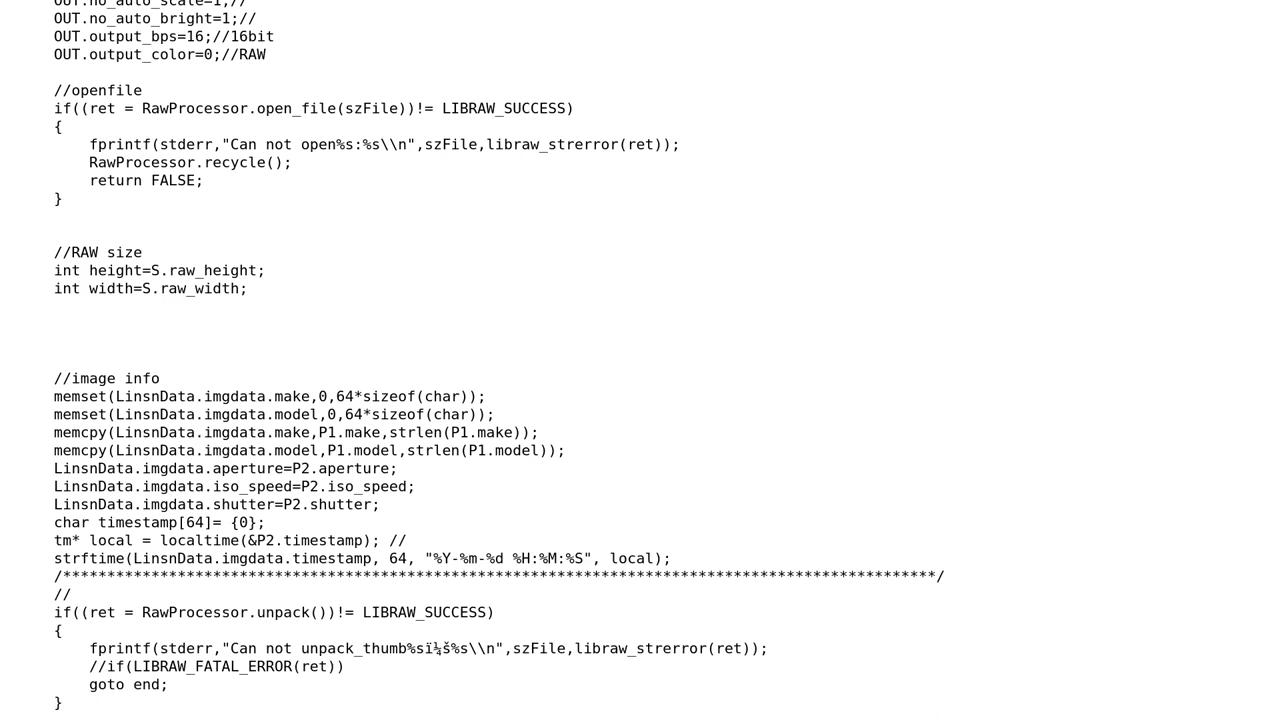 OUT.no_auto_scale=1;//
OUT.no_auto_bright=1;//
OUT.output_bps=16;//16bit
OUT.output_color=0;//RAW
//openfile
if((ret = RawProcessor.open_file(szFile))!= LIBRAW_SUCCESS)
{
    fprintf(stderr,"Can not open%s:%s\\n",szFile,libraw_strerror(ret));
    RawProcessor.recycle();
    return FALSE;
}
//RAW size
int height=S.raw_height;
int width=S.raw_width;
//image info
memset(LinsnData.imgdata.make,0,64*sizeof(char));
memset(LinsnData.imgdata.model,0,64*sizeof(char));
memcpy(LinsnData.imgdata.make,P1.make,strlen(P1.make));
memcpy(LinsnData.imgdata.model,P1.model,strlen(P1.model));
LinsnData.imgdata.aperture=P2.aperture;
LinsnData.imgdata.iso_speed=P2.iso_speed;
LinsnData.imgdata.shutter=P2.shutter;
char timestamp[64]= {0};
tm* local = localtime(&P2.timestamp); //
strftime(LinsnData.imgdata.timestamp, 64, "%Y-%m-%d %H:%M:%S", local);
/***************************************************************************************************/
//
if((ret = RawProcessor.unpack())!= LIBRAW_SUCCESS)
{
    fprintf(stderr,"Can not unpack_thumb%sï¼š%s\\n",szFile,libraw_strerror(ret));
    //if(LIBRAW_FATAL_ERROR(ret))
    goto end;
}